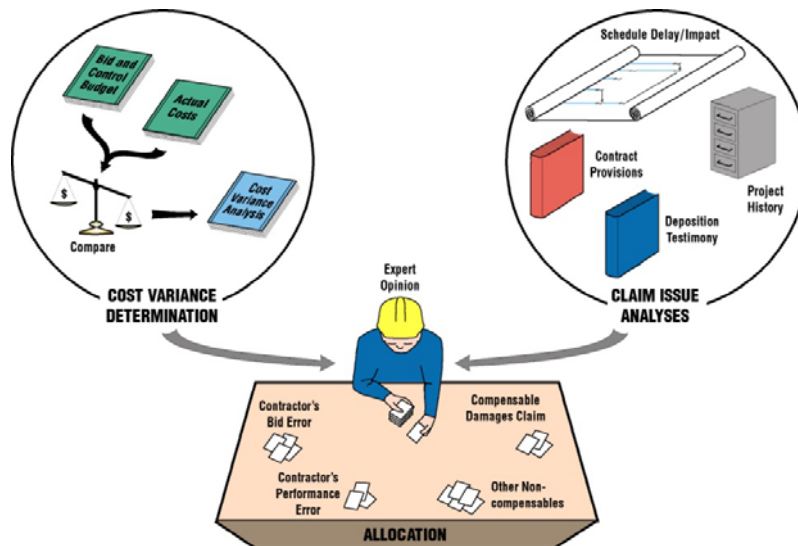 Bid and
Control
Budget
Actual
Costs
$
$
Compare
Cost
Variance
Analysis
COST VARIANCE
DETERMINATION
Schedule Delay/Impact
Contract
Provisions
Project
History
Deposition
Testimony
CLAIM ISSUE
ANALYSES
Expert
Opinion
Contractor's
Bid Error
Compensable
Damages Claim
Contractor's
Performance
Error
Other Non-
compensables
ALLOCATION